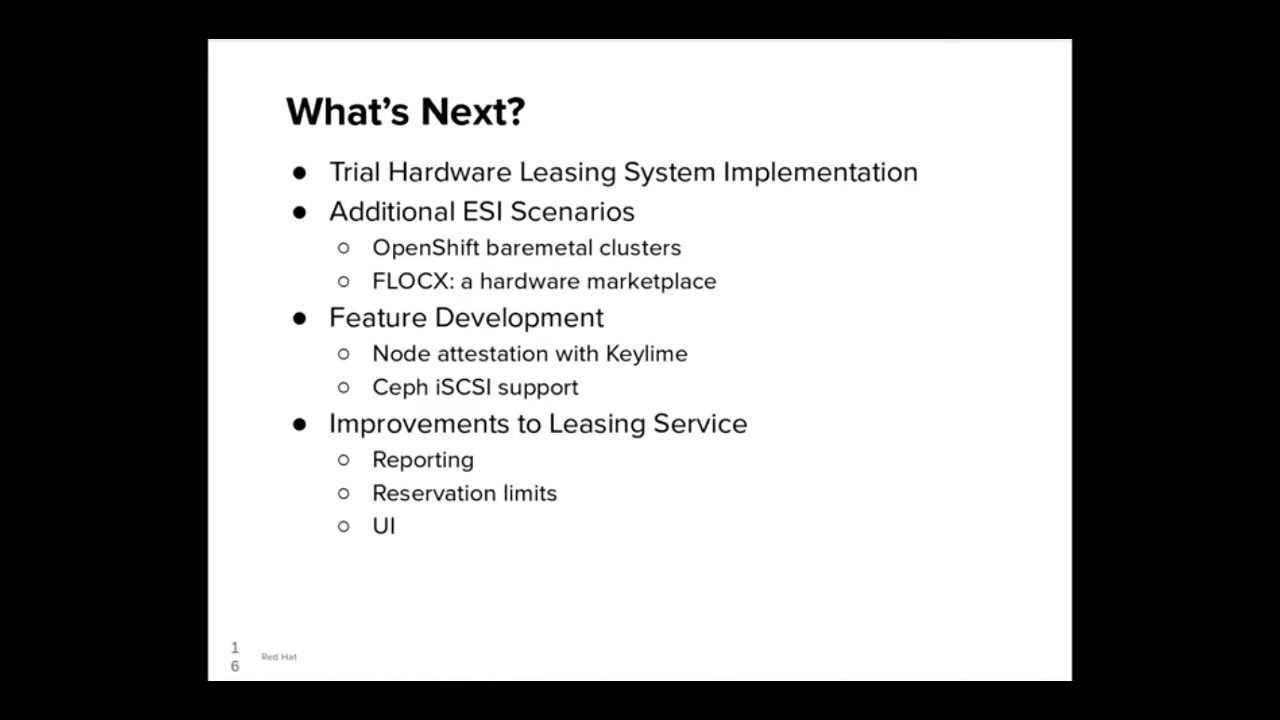 What's Next?
● Trial Hardware Leasing System Implementation
● Additional ESI Scenarios
○ OpenShift baremetal clusters
○ FLOCX: a hardware marketplace
● Feature Development
○ Node attestation with Keylime
○ Ceph iSCSI support
● Improvements to Leasing Service
○ Reporting
○ Reservation limits
○ UI
1
6
Red Hat